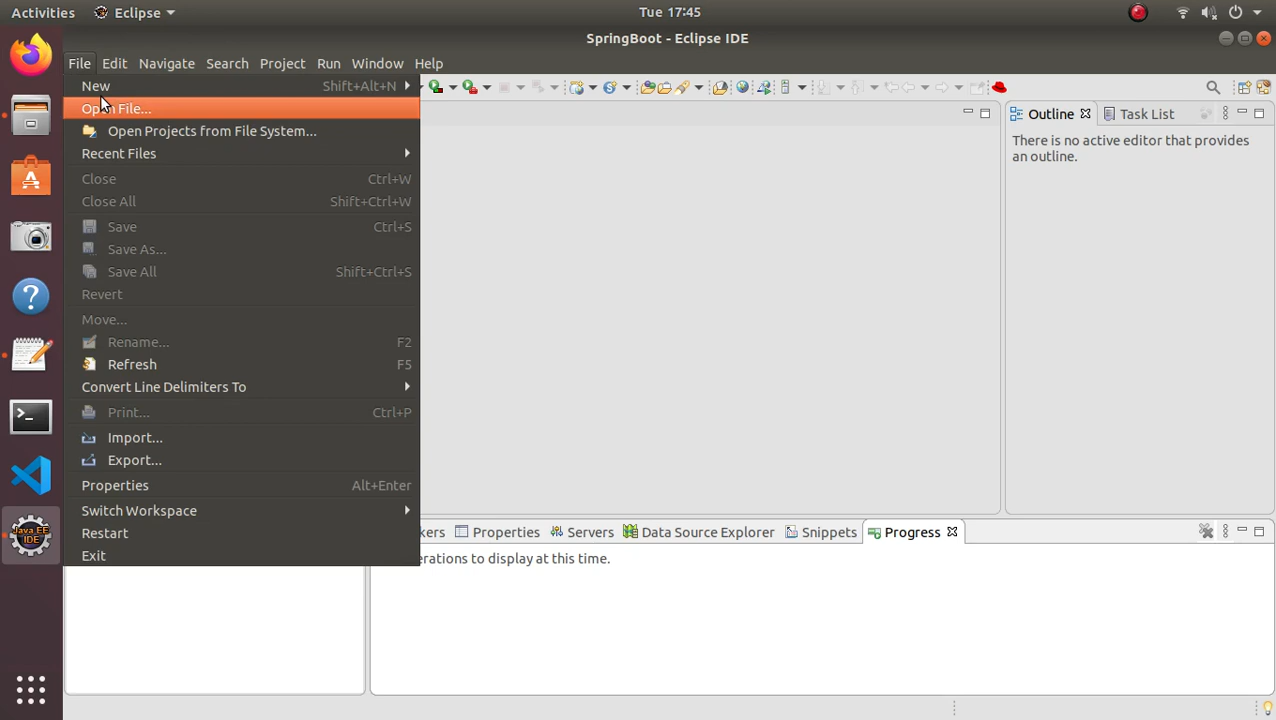 Activities Eclipse Tue 17:45
SpringBoot - Eclipse IDE
File Edit Navigate Search Project Run Window Help
New Shift+Alt+N
Open File...
Open Projects from File System...
Recent Files
Close Ctrl+W
Close All Shift+Ctrl+W
Save Ctrl+S
Save As...
Save All Shift+Ctrl+S
Revert
Move...
Rename... F2
Refresh F5
Convert Line Delimiters To
Print... Ctrl+P
Import...
Export...
Properties Alt+Enter
Switch Workspace
Restart
Exit
Outline Task List
There is no active editor that provides
an outline.
kers Properties Servers Data Source Explorer Snippets Progress
erations to display at this time.
Java EE
IDE